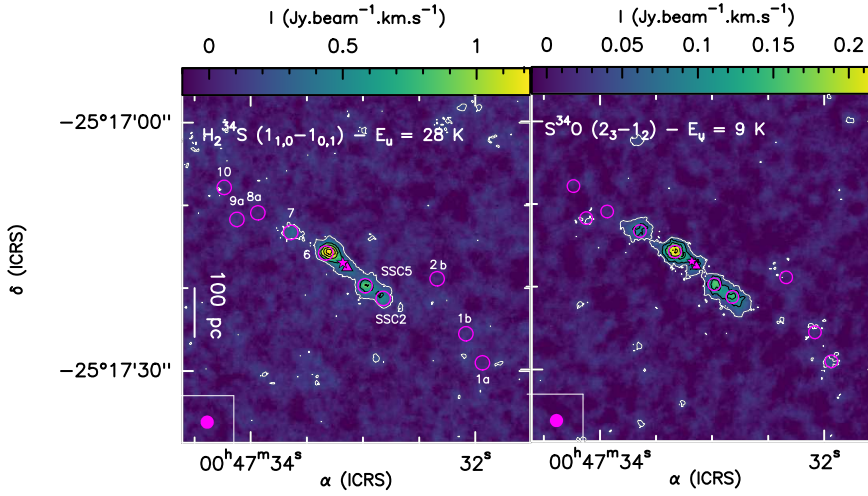 I (Jy.beam⁻¹.km.s⁻¹)
I (Jy.beam⁻¹.km.s⁻¹)
0 0.5 1
0 0.05 0.1 0.16 0.2
−25°17'00"
H₂³⁴S (1₁,₀−1₀,₁) − Eᵤ = 28 K
S³⁴O (2₃−1₂) − Eᵤ = 9 K
10
9a
8a
7
6
SSC5
2b
SSC2
1b
1a
δ (ICRS)
100 pc
−25°17'30"
00ʰ47ᵐ34ˢ 32ˢ
00ʰ47ᵐ34ˢ 32ˢ
α (ICRS)
α (ICRS)